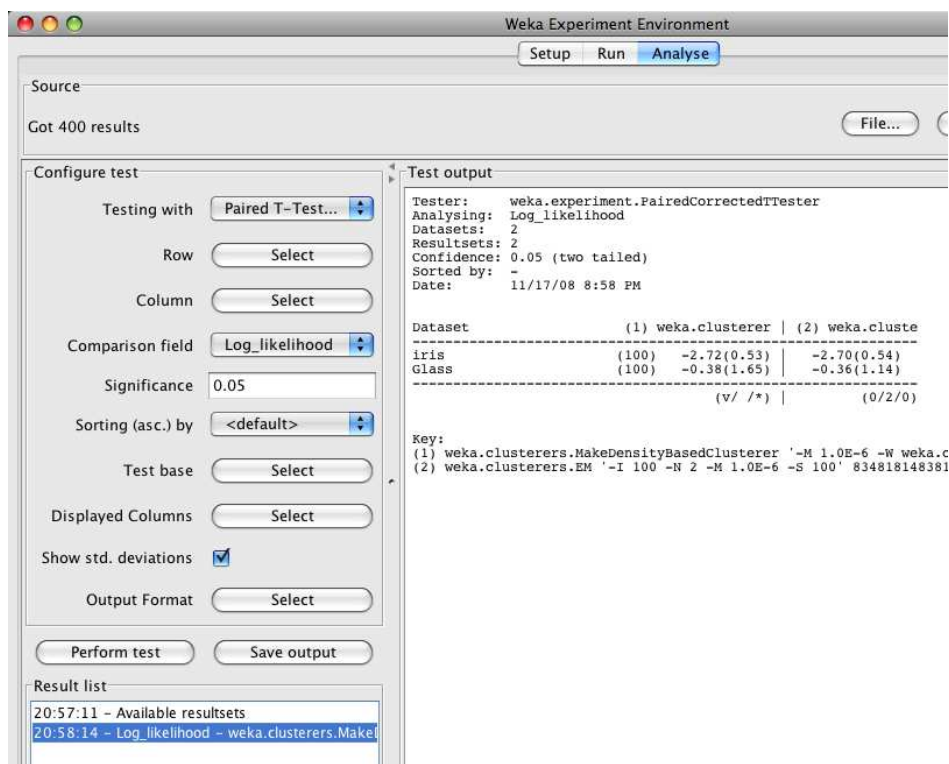 Weka Experiment Environment
Setup Run Analyse
Source
Got 400 results
File...
Configure test
Testing with Paired T-Test...
Row Select
Column Select
Comparison field Log_likelihood
Significance 0.05
Sorting (asc.) by <default>
Test base Select
Displayed Columns Select
Show std. deviations
Output Format Select
Perform test Save output
Result list
20:57:11 - Available resultsets
20:58:14 - Log_likelihood - weka.clusterers.Make
Test output
Tester: weka.experiment.PairedCorrectedTTester
Analysing: Log_likelihood
Datasets: 2
Resultsets: 2
Confidence: 0.05 (two tailed)
Sorted by: -
Date: 11/17/08 8:58 PM
Dataset (1) weka.clusterer | (2) weka.cluste
--------------------------------------------------------------
iris (100) -2.72(0.53) | -2.70(0.54)
Glass (100) -0.38(1.65) | -0.36(1.14)
--------------------------------------------------------------
(v/ /*) | (0/2/0)
Key:
(1) weka.clusterers.MakeDensityBasedClusterer '-M 1.0E-6 -W weka.c
(2) weka.clusterers.EM '-I 100 -N 2 -M 1.0E-6 -S 100' 834818148381